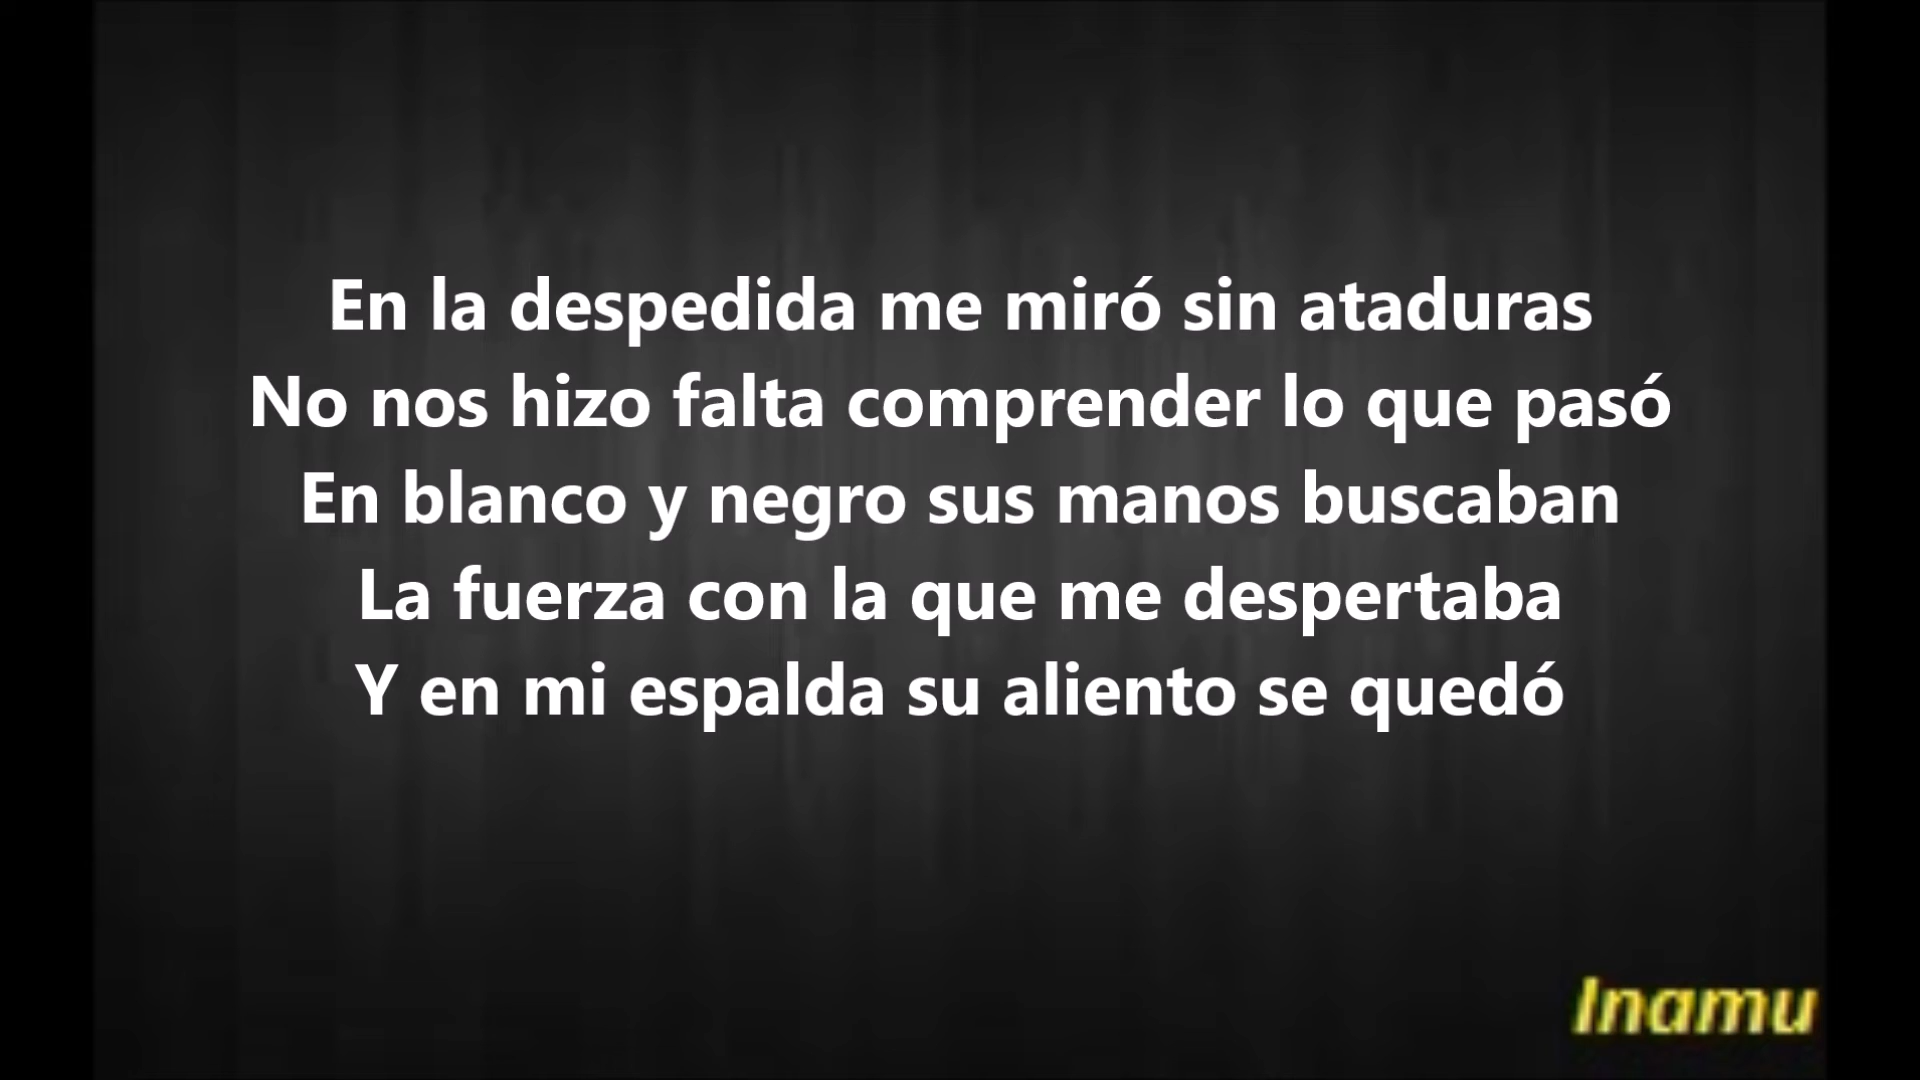 En la despedida me miró sin ataduras
No nos hizo falta comprender lo que pasó
En blanco y negro sus manos buscaban
La fuerza con la que me despertaba
Y en mi espalda su aliento se quedó
Inamu